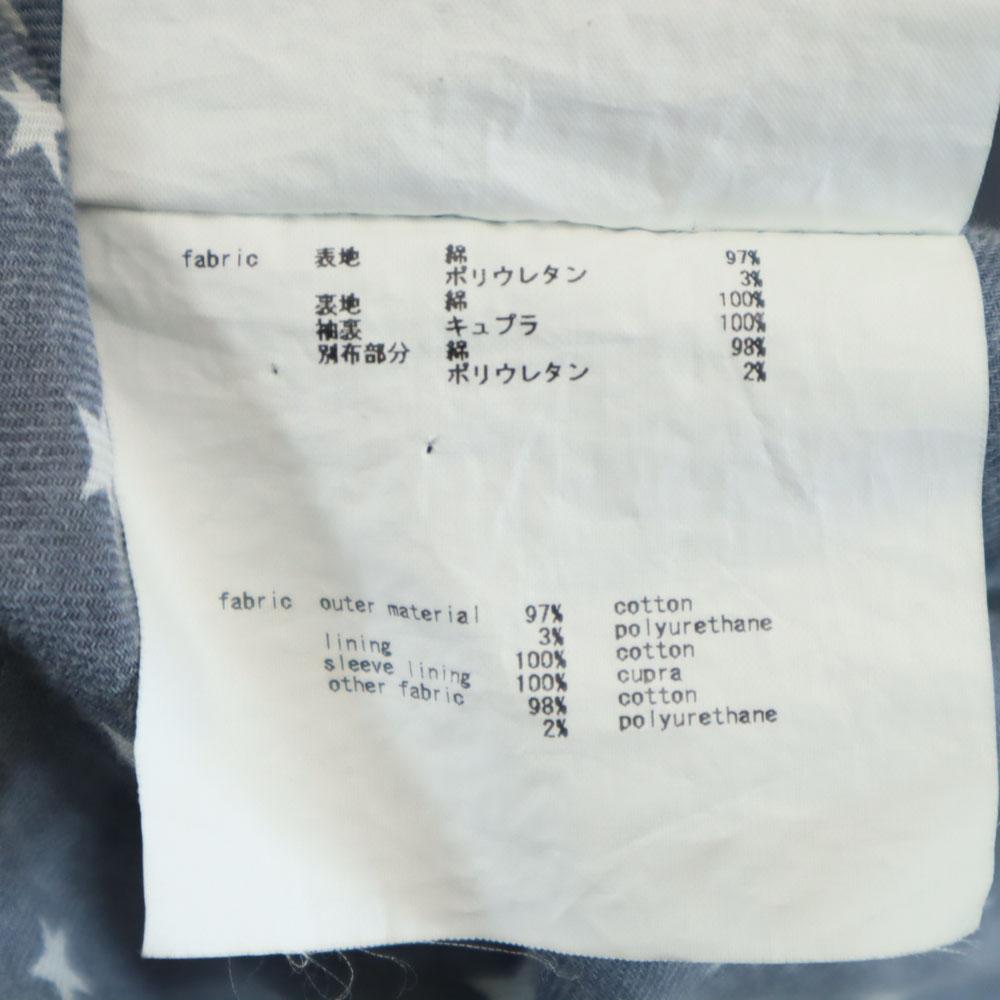 fabric 表地 綿 97%
ポリウレタン 3%
裏地 綿 100%
袖裏 キュプラ 100%
別布部分 綿 98%
ポリウレタン 2%
fabric outer material 97% cotton
3% polyurethane
lining 100% cotton
sleeve lining 100% cupra
other fabric 98% cotton
2% polyurethane